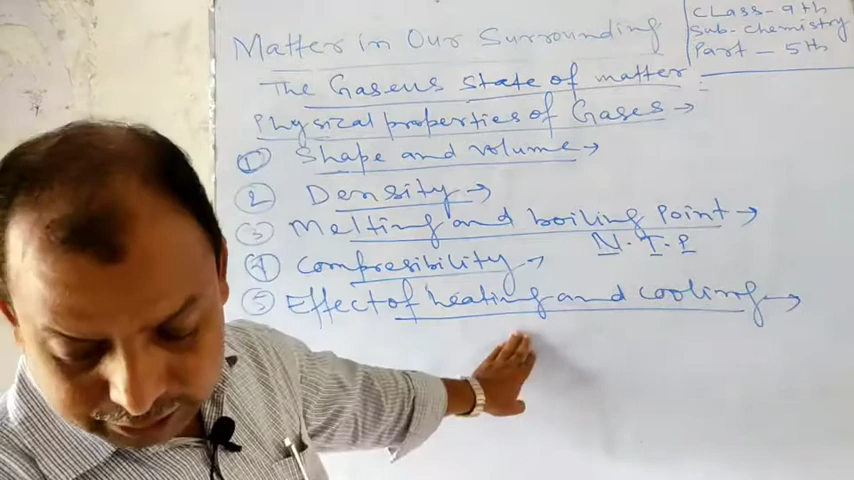 Matter in Our Surrounding
CLass - 9th
Sub - Chemistry
Part - 5th
The Gaseus state of matter
Physical properties of Gases →
① Shape and volume →
② Density →
③ Melting and boiling Point →
N.T.P
④ Compresibility →
⑤ Effect of heating and cooling →